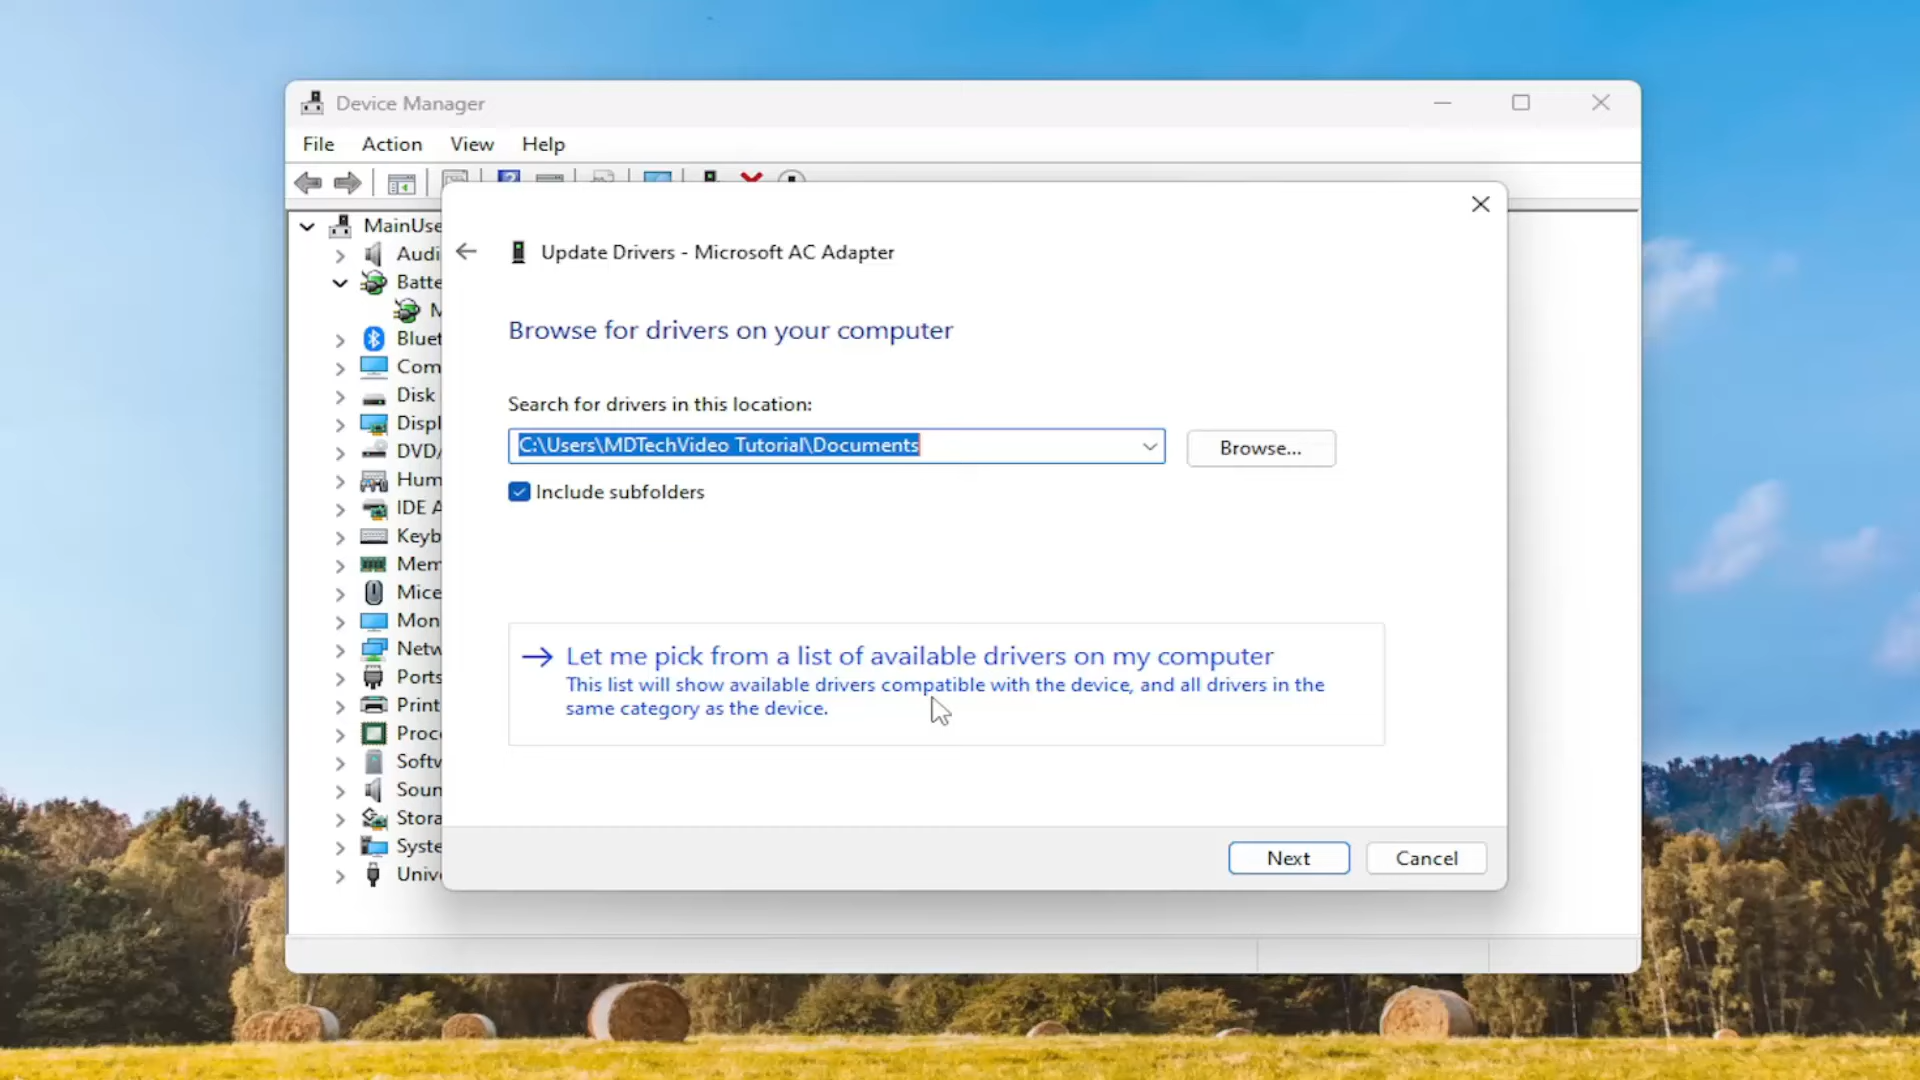 Device Manager
File Action View Help
MainUse
Audi
Batte
M
Bluet
Com
Disk
Displ
DVD/
Hum
IDE A
Keyb
Mem
Mice
Mon
Netw
Ports
Print
Proc
Softw
Soun
Stora
Syste
Unive
Update Drivers - Microsoft AC Adapter
Browse for drivers on your computer
Search for drivers in this location:
C:\Users\MDTechVideo Tutorial\Documents
Browse...
Include subfolders
Let me pick from a list of available drivers on my computer
This list will show available drivers compatible with the device, and all drivers in the
same category as the device.
Next Cancel